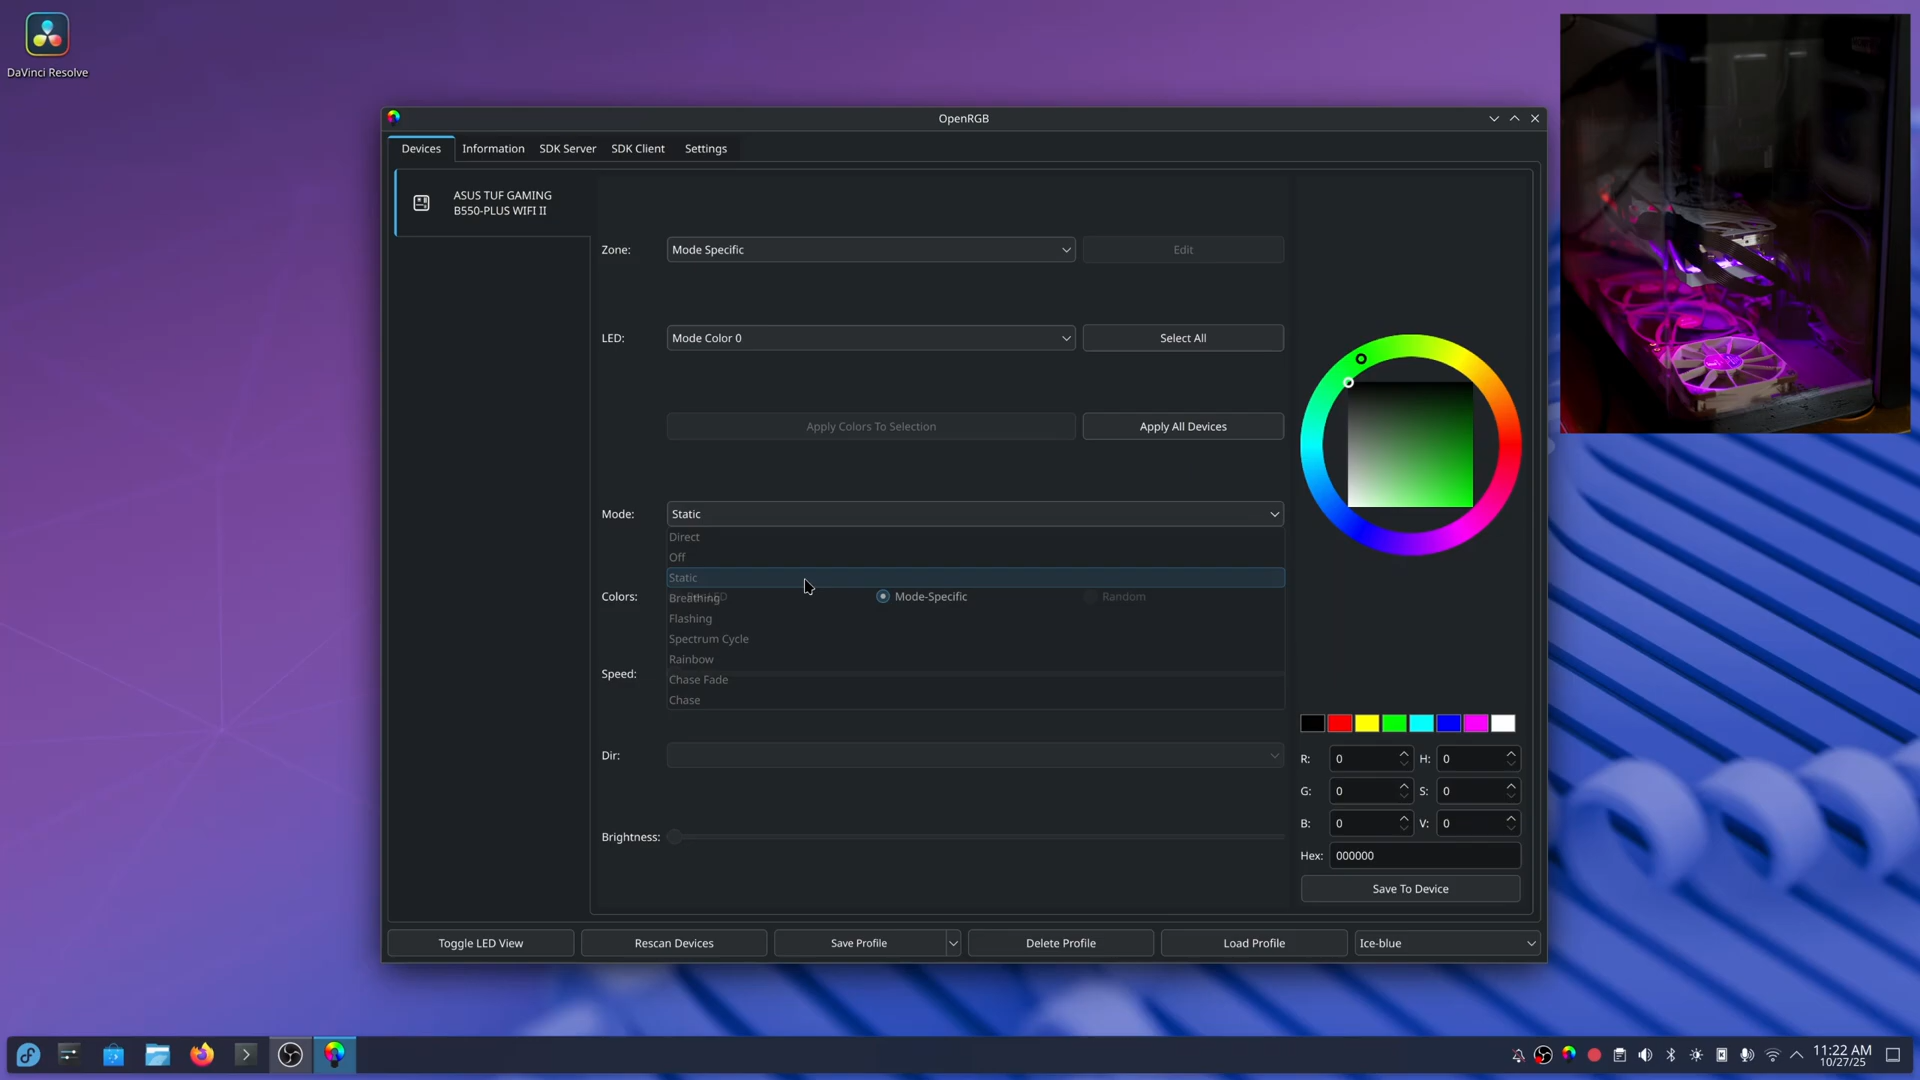 DaVinci Resolve
OpenRGB
Devices
Information
SDK Server
SDK Client
Settings
ASUS TUF GAMING
B550-PLUS WIFI II
Zone:
Mode Specific
Edit
LED:
Mode Color 0
Select All
Apply Colors To Selection
Apply All Devices
Mode:
Static
Direct
Off
Static
Colors:
Breathing
Mode-Specific
Random
Flashing
Spectrum Cycle
Rainbow
Speed:
Chase Fade
Chase
Dir:
Brightness:
R: 0 H: 0
G: 0 S: 0
B: 0 V: 0
Hex: 000000
Save To Device
Toggle LED View
Rescan Devices
Save Profile
Delete Profile
Load Profile
Ice-blue
11:22 AM
10/27/25